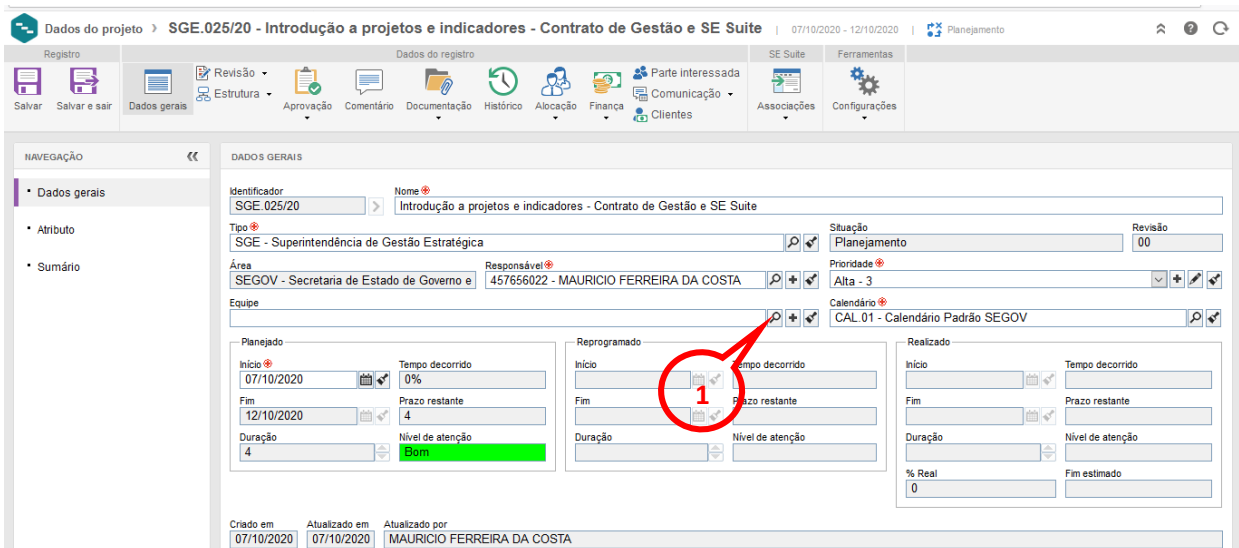 Dados do projeto > SGE.025/20 - Introdução a projetos e indicadores - Contrato de Gestão e SE Suite | 07/10/2020 - 12/10/2020 | Planejamento
Registro
Dados do registro
SE Suite
Ferramentas
Salvar
Salvar e sair
Dados gerais
Revisão
Estrutura
Aprovação
Comentário
Documentação
Histórico
Alocação
Finança
Parte interessada
Comunicação
Clientes
Associações
Configurações
NAVEGAÇÃO
Dados gerais
Atributo
Sumário
DADOS GERAIS
Identificador
SGE.025/20
Nome
Introdução a projetos e indicadores - Contrato de Gestão e SE Suite
Tipo
SGE - Superintendência de Gestão Estratégica
Situação
Planejamento
Revisão
00
Área
SEGOV - Secretaria de Estado de Governo e
Responsável
457656022 - MAURICIO FERREIRA DA COSTA
Prioridade
Alta - 3
Equipe
Calendário
CAL.01 - Calendário Padrão SEGOV
Planejado
Início
07/10/2020
Tempo decorrido
0%
Fim
12/10/2020
Prazo restante
4
Duração
4
Nível de atenção
Bom
Reprogramado
Início
Tempo decorrido
Fim
Prazo restante
Duração
Nível de atenção
1
Realizado
Início
Tempo decorrido
Fim
Prazo restante
Duração
Nível de atenção
% Real
0
Fim estimado
Criado em
07/10/2020
Atualizado em
07/10/2020
Atualizado por
MAURICIO FERREIRA DA COSTA